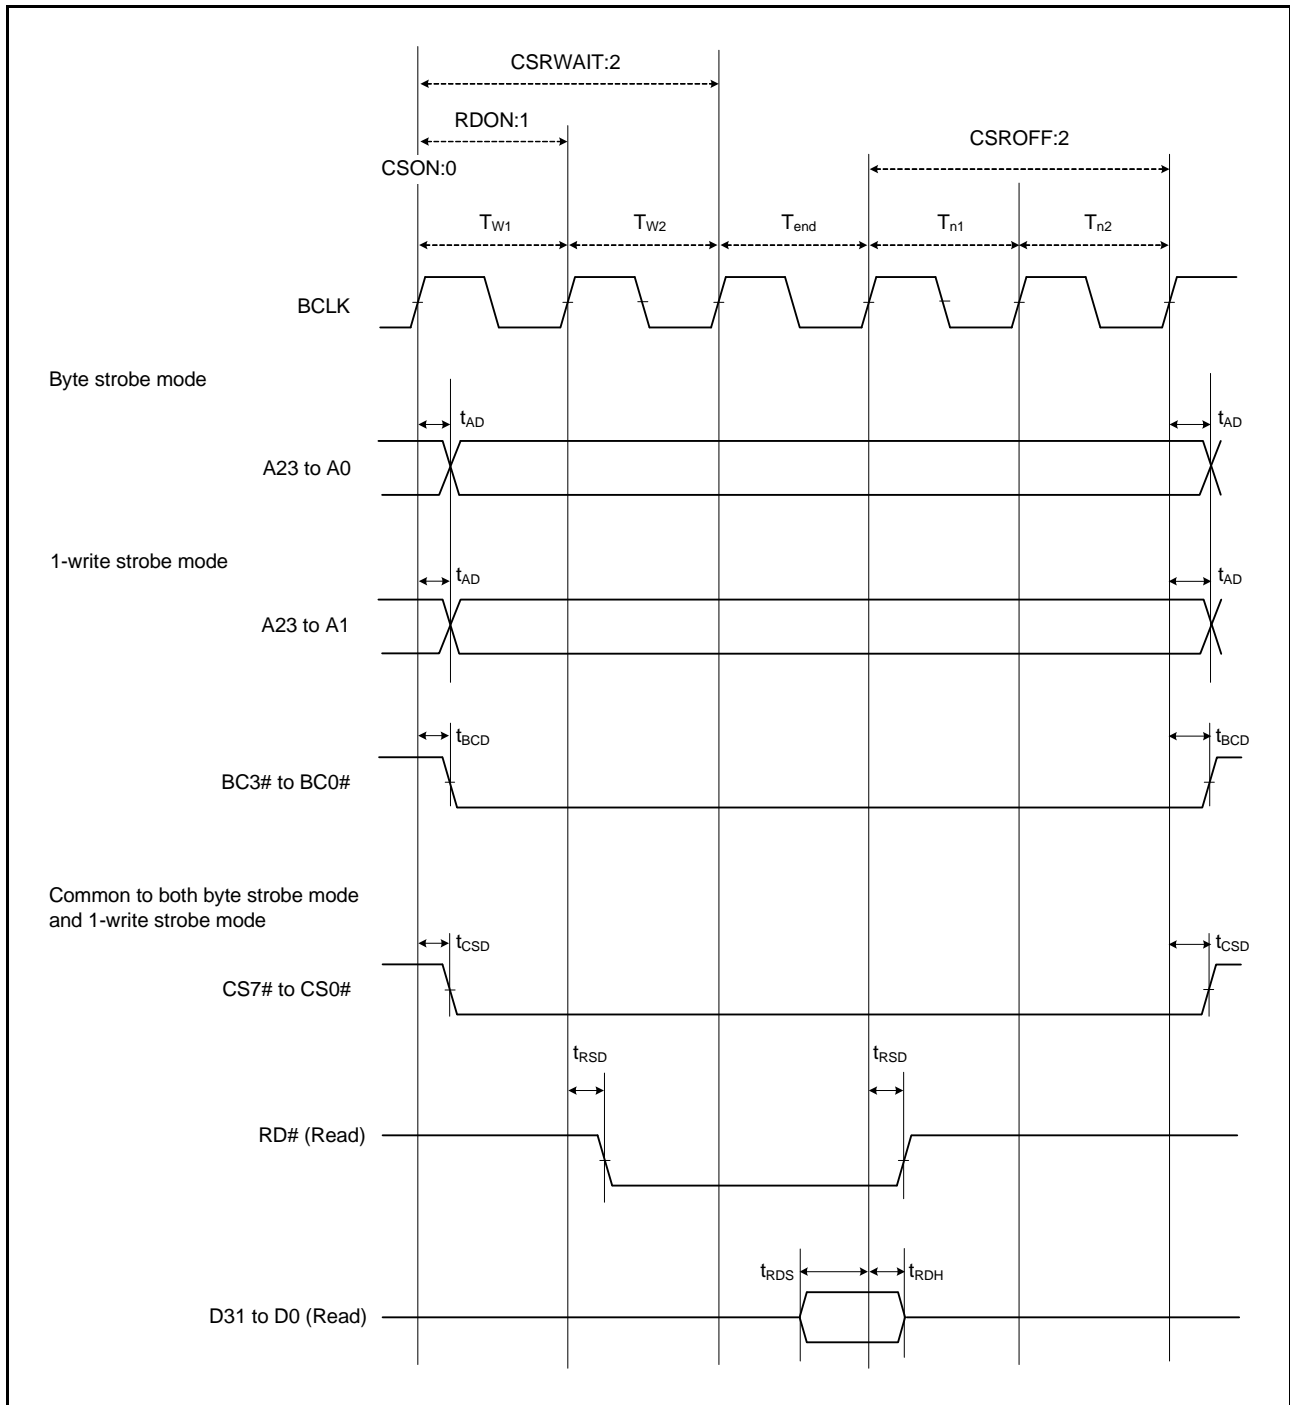 CSRWAIT:2
RDON:1
CSROFF:2
CSON:0
TW1 TW2 Tend Tn1 Tn2
BCLK
Byte strobe mode
tAD tAD
A23 to A0
1-write strobe mode
tAD tAD
A23 to A1
tBCD tBCD
BC3# to BC0#
Common to both byte strobe mode
and 1-write strobe mode
tCSD tCSD
CS7# to CS0#
tRSD tRSD
RD# (Read)
tRDS tRDH
D31 to D0 (Read)